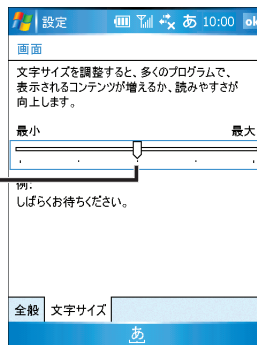 設定 あ 10:00 ok
画面
文字サイズを調整すると、多くのプログラムで、
表示されるコンテンツが増えるか、読みやすさが
向上します。
最小 最大
例:
しばらくお待ちください。
全般 文字サイズ
あ